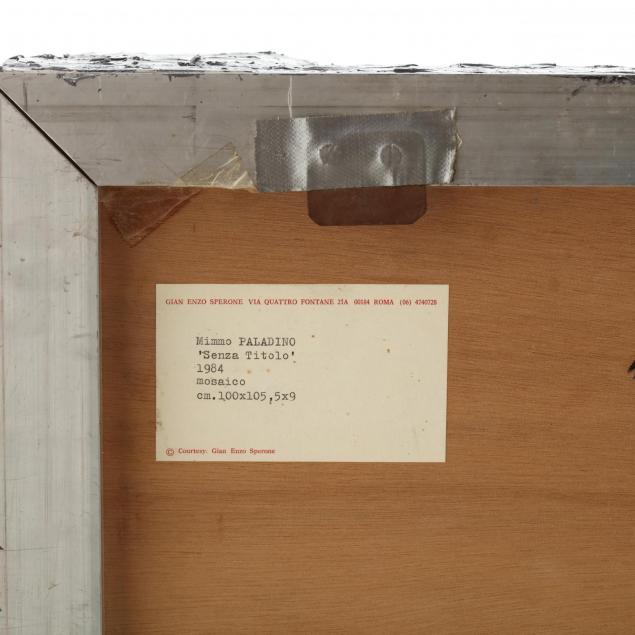 GIAN ENZO SPERONE VIA QUATTRO FONTANE 21A 00184 ROMA (06) 4740728
Mimmo PALADINO
'Senza Titolo'
1984
mosaico
cm.100x105,5x9
© Courtesy. Gian Enzo Sperone